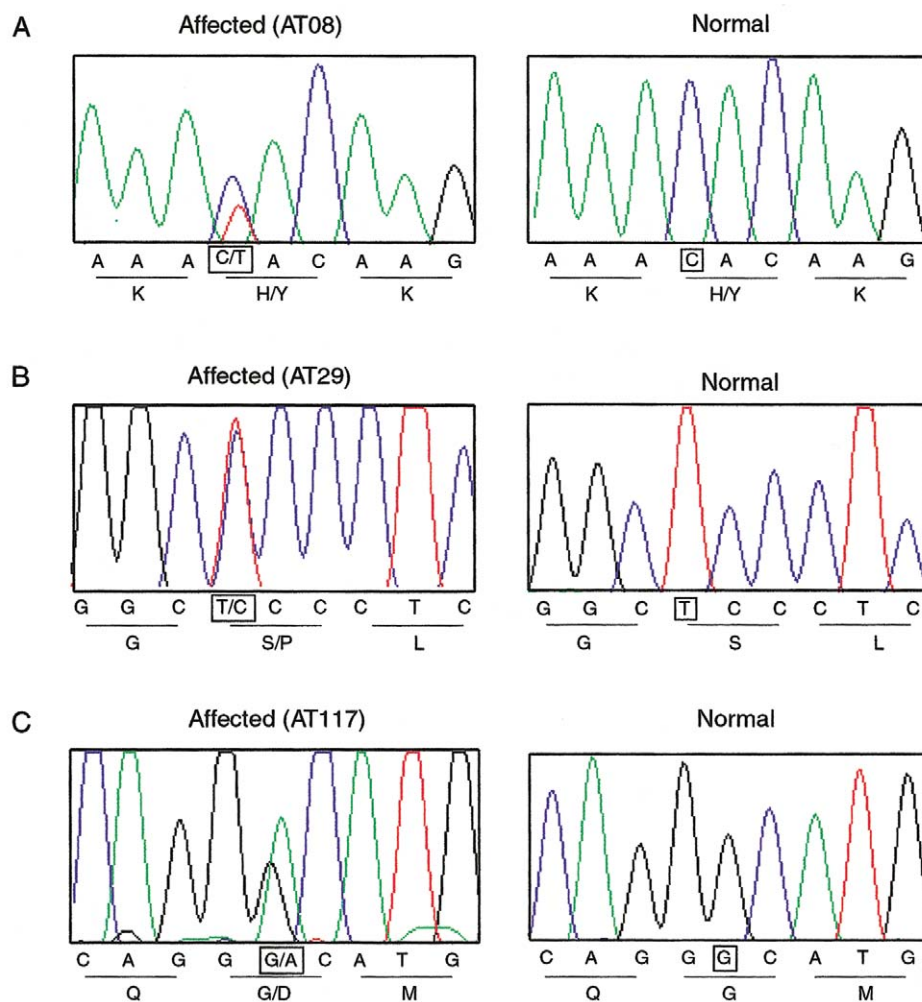 A
Affected (AT08)
Normal
A A A C/T A C A A G
K H/Y K
A A A C A C A A G
K H/Y K
B
Affected (AT29)
Normal
G G C T/C C C C T C
G S/P L
G G C T C C C T C
G S L
C
Affected (AT117)
Normal
C A G G G/A C A T G
Q G/D M
C A G G G C A T G
Q G M